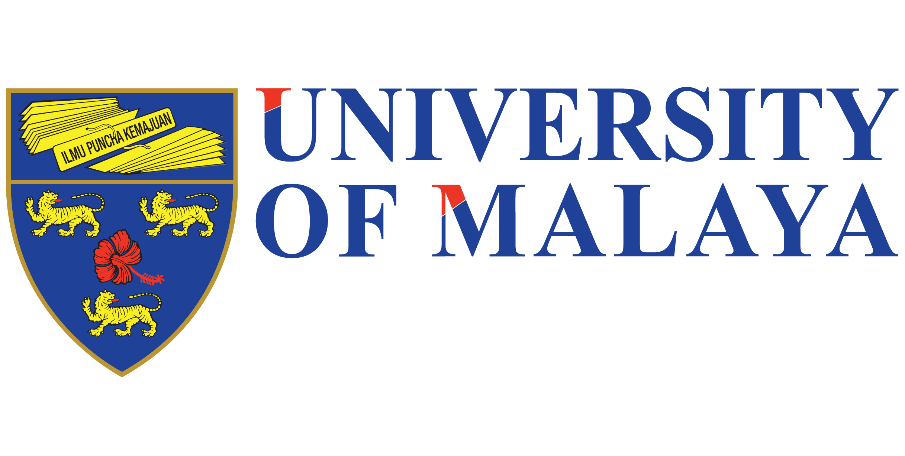 ILMU PUNCHA KEMAJUAN
UNIVERSITY
OF MALAYA